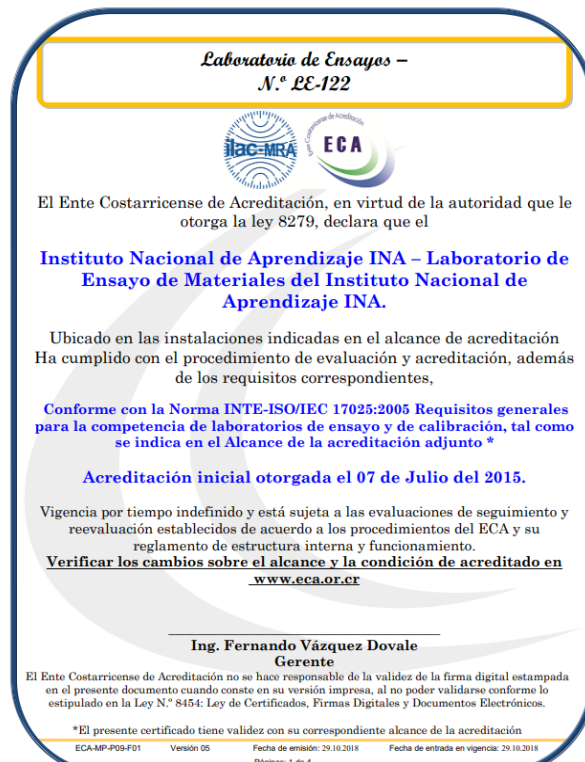 Laboratorio de Ensayos –
N.º LE-122
ilac-MRA
Ente Costarricense de Acreditación
ECA
El Ente Costarricense de Acreditación, en virtud de la autoridad que le
otorga la ley 8279, declara que el
Instituto Nacional de Aprendizaje INA – Laboratorio de
Ensayo de Materiales del Instituto Nacional de
Aprendizaje INA.
Ubicado en las instalaciones indicadas en el alcance de acreditación
Ha cumplido con el procedimiento de evaluación y acreditación, además
de los requisitos correspondientes,
Conforme con la Norma INTE-ISO/IEC 17025:2005 Requisitos generales
para la competencia de laboratorios de ensayo y de calibración, tal como
se indica en el Alcance de la acreditación adjunto *
Acreditación inicial otorgada el 07 de Julio del 2015.
Vigencia por tiempo indefinido y está sujeta a las evaluaciones de seguimiento y
reevaluación establecidos de acuerdo a los procedimientos del ECA y su
reglamento de estructura interna y funcionamiento.
Verificar los cambios sobre el alcance y la condición de acreditado en
www.eca.or.cr
Ing. Fernando Vázquez Dovale
Gerente
El Ente Costarricense de Acreditación no se hace responsable de la validez de la firma digital estampada
en el presente documento cuando conste en su versión impresa, al no poder validarse conforme lo
estipulado en la Ley N.º 8454: Ley de Certificados, Firmas Digitales y Documentos Electrónicos.
*El presente certificado tiene validez con su correspondiente alcance de la acreditación
ECA-MP-P09-F01 Versión 05 Fecha de emisión: 29.10.2018 Fecha de entrada en vigencia: 29.10.2018
Páginas: 1 de 4